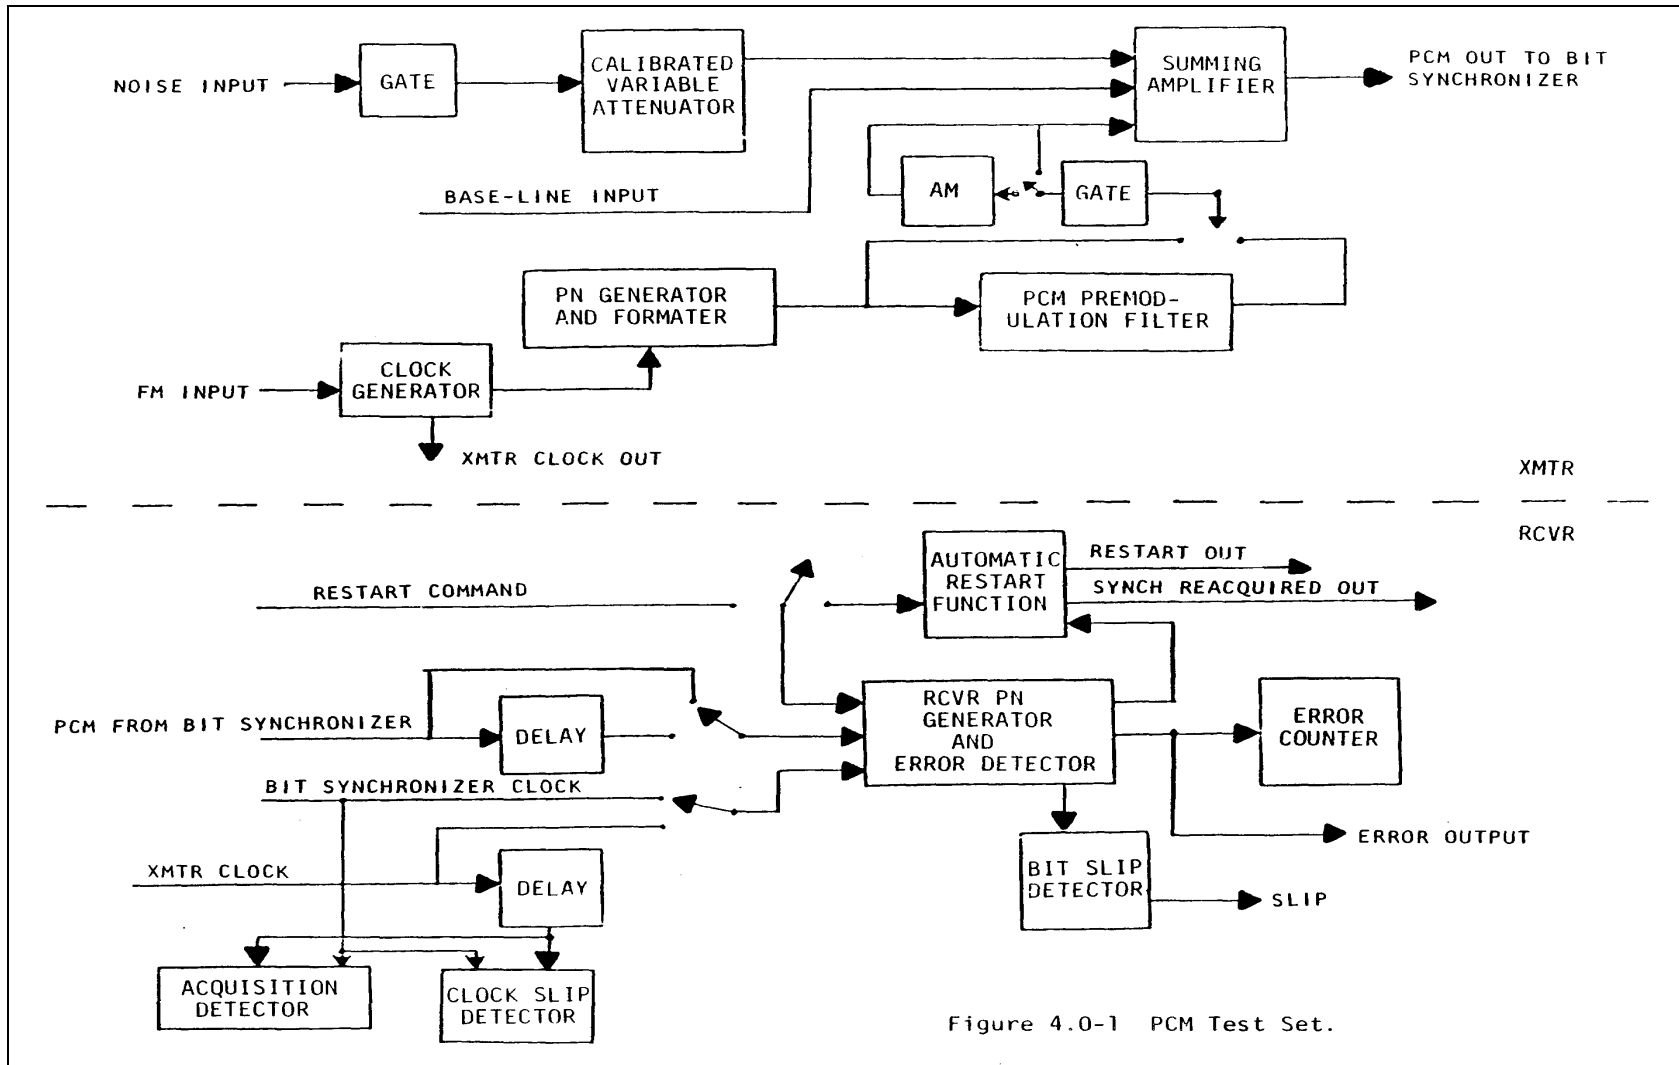 NOISE INPUT
GATE
CALIBRATED
VARIABLE
ATTENUATOR
SUMMING
AMPLIFIER
PCM OUT TO BIT
SYNCHRONIZER
BASE-LINE INPUT
AM
GATE
PN GENERATOR
AND FORMATER
PCM PREMOD-
ULATION FILTER
FM INPUT
CLOCK
GENERATOR
XMTR CLOCK OUT
XMTR
RCVR
RESTART COMMAND
AUTOMATIC
RESTART
FUNCTION
RESTART OUT
SYNCH REACQUIRED OUT
PCM FROM BIT SYNCHRONIZER
DELAY
RCVR PN
GENERATOR
AND
ERROR DETECTOR
ERROR
COUNTER
BIT SYNCHRONIZER CLOCK
ERROR OUTPUT
XMTR CLOCK
DELAY
BIT SLIP
DETECTOR
SLIP
ACQUISITION
DETECTOR
CLOCK SLIP
DETECTOR
Figure 4.0-1 PCM Test Set.